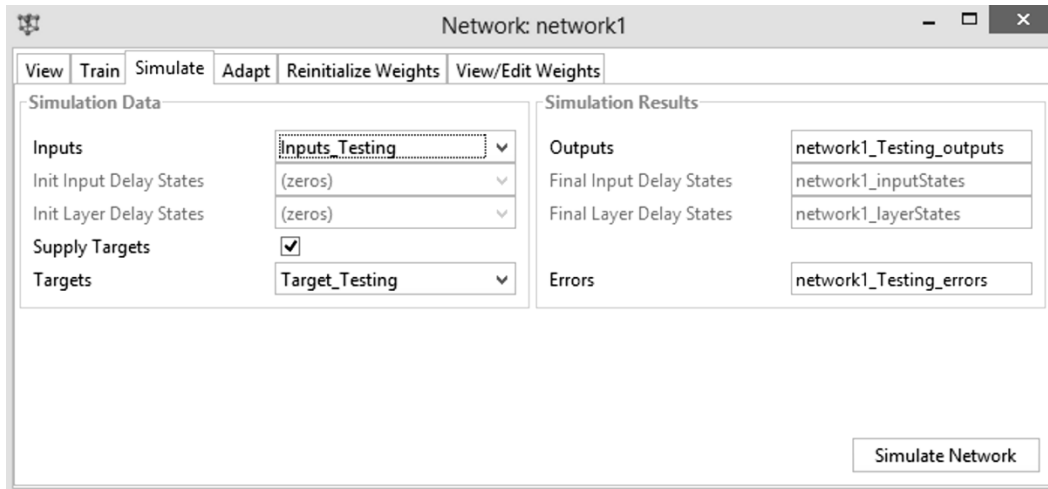 Network: network1
View Train Simulate Adapt Reinitialize Weights View/Edit Weights
Simulation Data
Inputs Inputs_Testing
Init Input Delay States (zeros)
Init Layer Delay States (zeros)
Supply Targets
Targets Target_Testing
Simulation Results
Outputs network1_Testing_outputs
Final Input Delay States network1_inputStates
Final Layer Delay States network1_layerStates
Errors network1_Testing_errors
Simulate Network